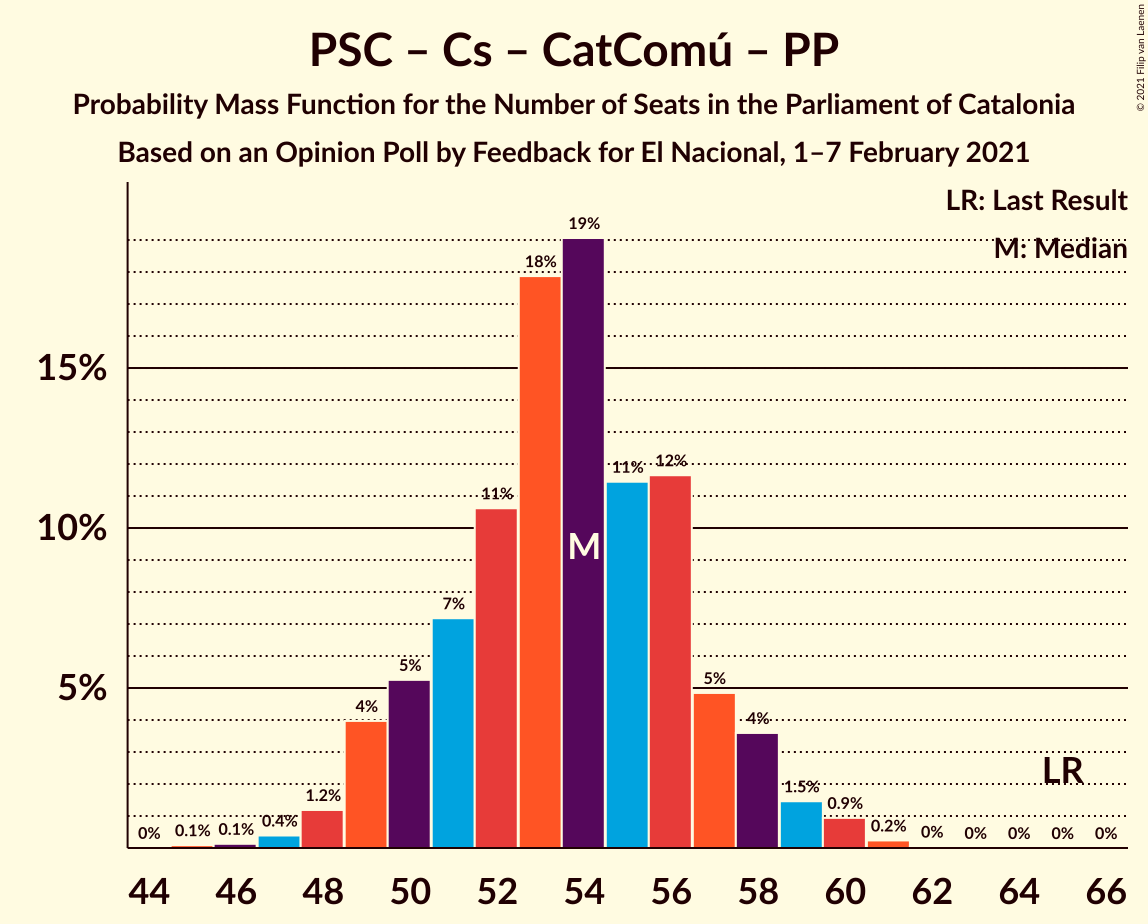 PSC – Cs – CatComú – PP
Probability Mass Function for the Number of Seats in the Parliament of Catalonia
Based on an Opinion Poll by Feedback for El Nacional, 1–7 February 2021
© 2021 Filip van Laenen
LR: Last Result
M: Median
15%
10%
5%
0%
0.1%
0.1%
0.4%
1.2%
4%
5%
7%
11%
18%
19%
11%
12%
5%
4%
1.5%
0.9%
0.2%
0%
0%
0%
0%
0%
M
LR
44 46 48 50 52 54 56 58 60 62 64 66